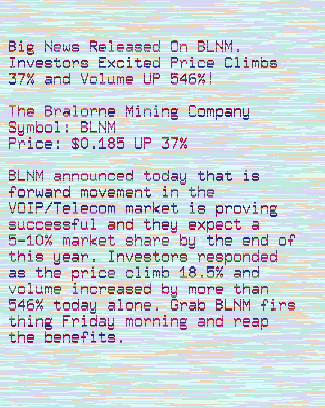 Big News Released On BLNM.
Investors Excited Price Climbs
37% and Volume UP 546%!
The Bralorne Mining Company
Symbol: BLNM
Price: $0.185 UP 37%
BLNM announced today that is
forward movement in the
VOIP/Telecom market is proving
successful and they expect a
5-10% market share by the end of
this year. Investors responded
as the price climb 18.5% and
volume increased by more than
546% today alone. Grab BLNM firs
thing Friday morning and reap
the benefits.